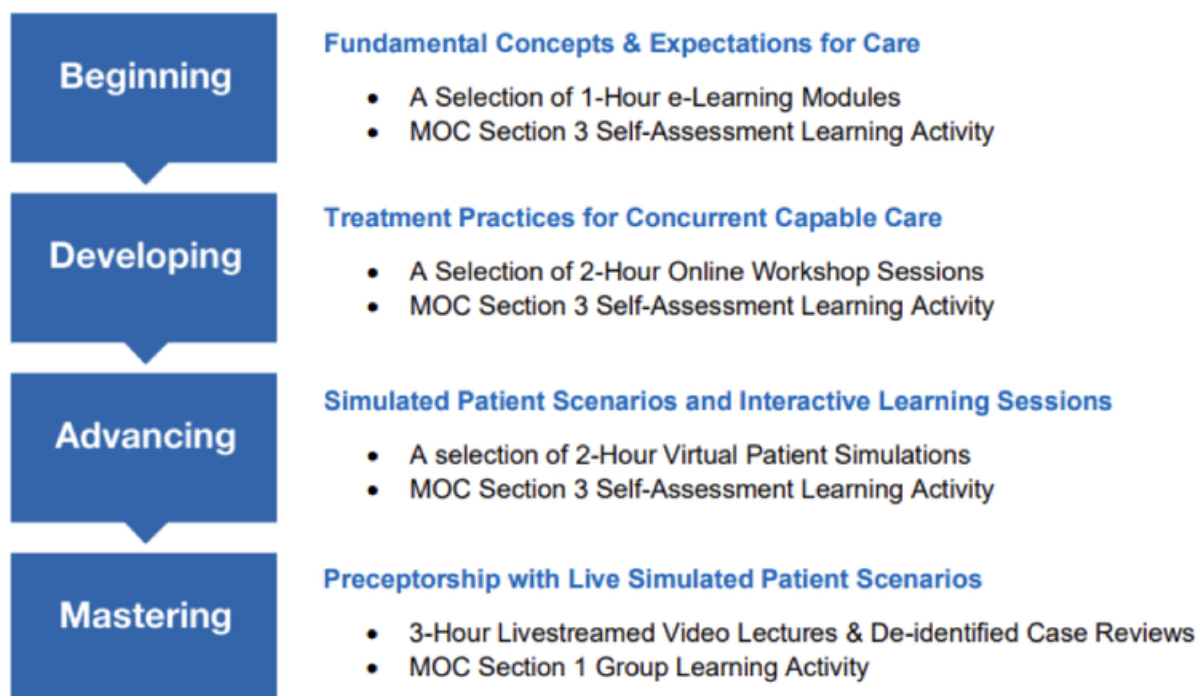 Beginning
Fundamental Concepts & Expectations for Care
• A Selection of 1-Hour e-Learning Modules
• MOC Section 3 Self-Assessment Learning Activity
Developing
Treatment Practices for Concurrent Capable Care
• A Selection of 2-Hour Online Workshop Sessions
• MOC Section 3 Self-Assessment Learning Activity
Advancing
Simulated Patient Scenarios and Interactive Learning Sessions
• A selection of 2-Hour Virtual Patient Simulations
• MOC Section 3 Self-Assessment Learning Activity
Mastering
Preceptorship with Live Simulated Patient Scenarios
• 3-Hour Livestreamed Video Lectures & De-identified Case Reviews
• MOC Section 1 Group Learning Activity